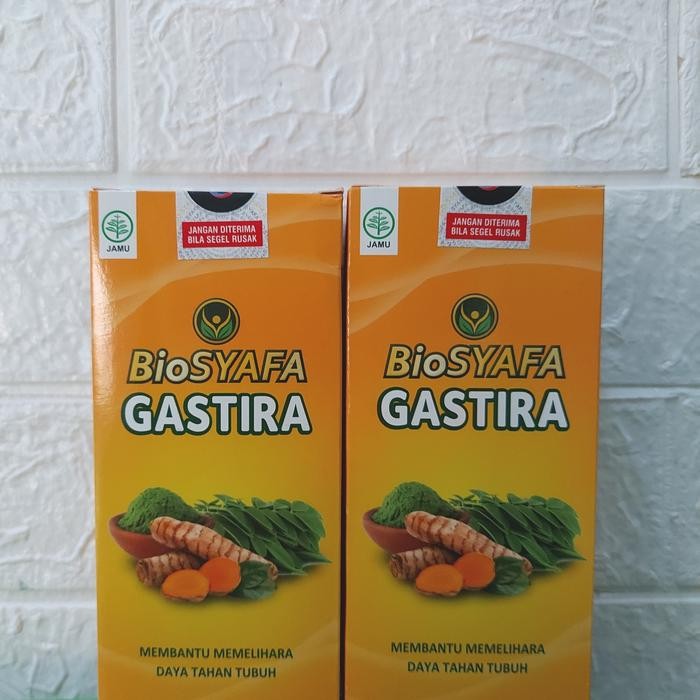 JAMU
JANGAN DITERIMA
BILA SEGEL RUSAK
BioSYAFA
GASTIRA
MEMBANTU MEMELIHARA
DAYA TAHAN TUBUH
JAMU
JANGAN DITERIMA
BILA SEGEL RUSAK
BioSYAFA
GASTIRA
MEMBANTU MEMELIHARA
DAYA TAHAN TUBUH